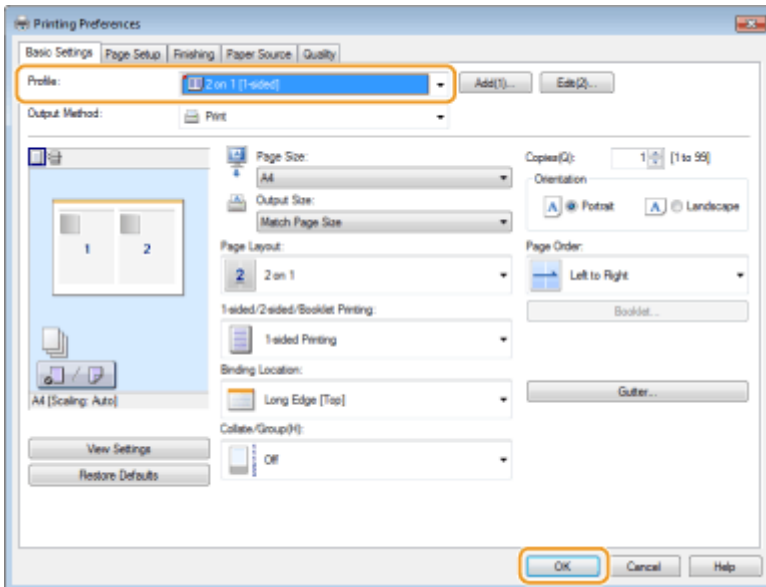 Printing Preferences
Basic Settings Page Setup Finishing Paper Source Quality
Profile: 2 on 1 [1-sided] Add(1)... Edit(2)...
Output Method: Print
Page Size: Copies(Q): 1 [1 to 99]
A4 Orientation
Output Size: A Portrait A Landscape
Match Page Size
1 2
Page Layout: Page Order:
2 2 on 1 Left to Right
1-sided/2-sided/Booklet Printing: Booklet...
1-sided Printing
Binding Location:
A4 [Scaling: Auto] Long Edge [Top] Gutter...
Collate/Group(H):
View Settings Off
Restore Defaults
OK Cancel Help